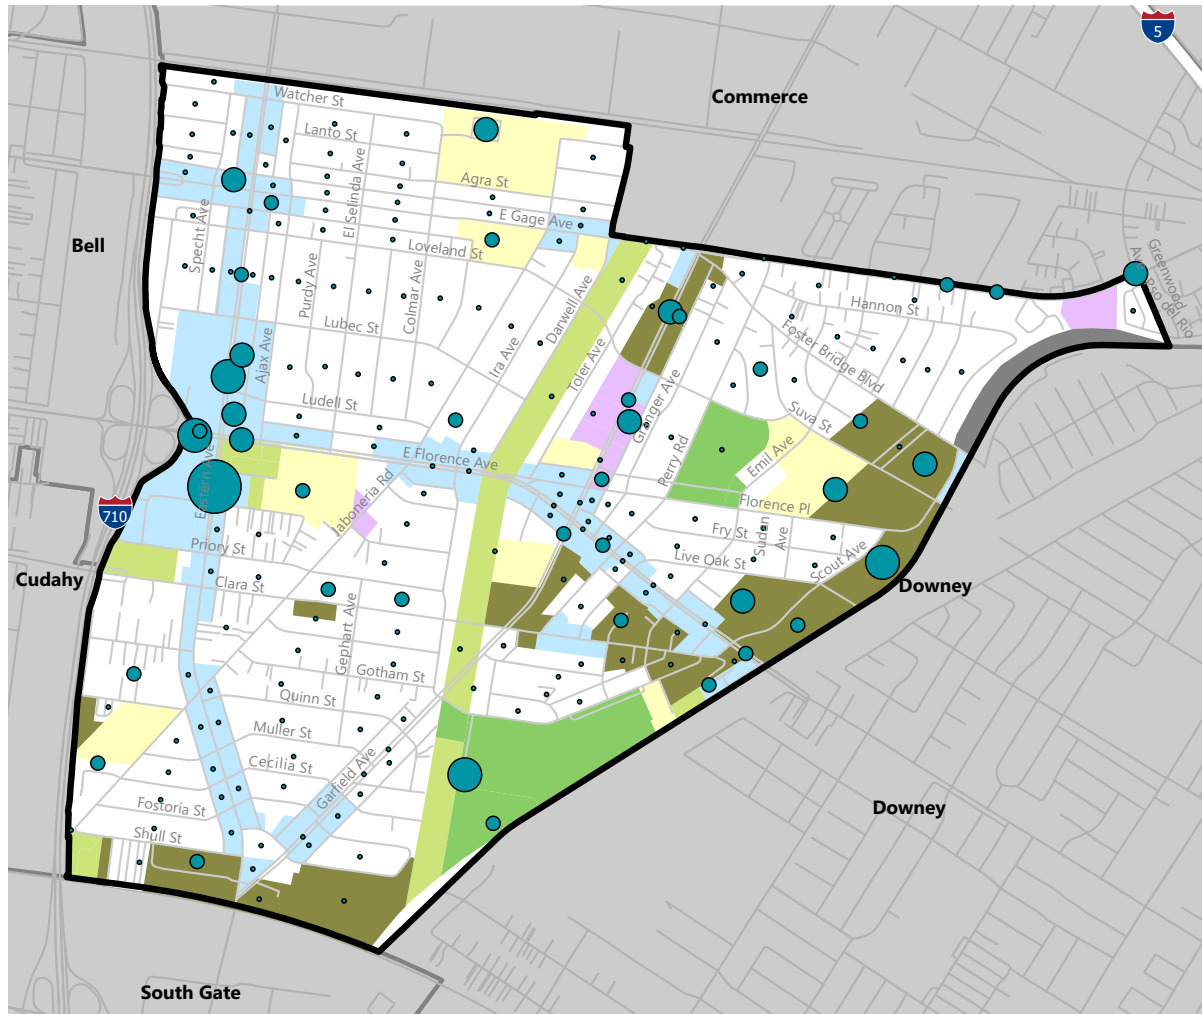 5
Commerce
Watcher St
Lanto St
El Selinda Ave
Agra St
E Gage Ave
Specht Ave
Bell
Loveland St
Greenwood
Ave
Pso del Rio
Purdy Ave
Colmar Ave
Darwell Ave
Hannon St
Lubec St
Ajax Ave
Ira Ave
Toler Ave
Foster Bridge Blvd
Granger Ave
Ludell St
Suva St
Perry Rd
Emil Ave
E Florence Ave
Eastern Ave
Jaboneria Rd
Florence Pl
710
Fry St
Sudan
Ave
Priory St
Live Oak St
Scout Ave
Cudahy
Clara St
Downey
Gephart Ave
Gotham St
Quinn St
Muller St
Cecilia St
Garfield Ave
Fostoria St
Downey
Shull St
South Gate